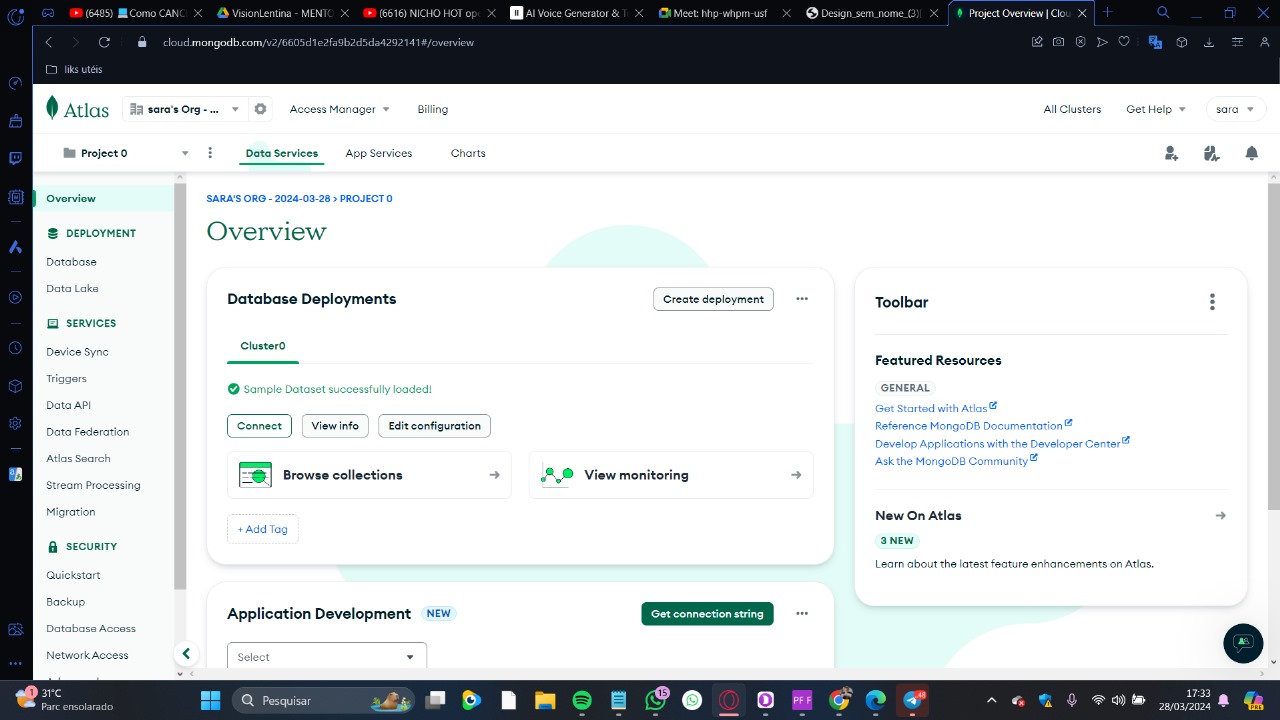 (6485) 💻Como CANC
VisionLentina - MENTO
(6616) NICHO HOT op
AI Voice Generator & T
Meet: hhp-whpm-usf
Design_sem_nome_(3)[
Project Overview | Clou
cloud.mongodb.com/v2/6605d1e2fa9b2d5da4292141#/overview
liks utéis
Atlas
sara's Org - ...
Access Manager
Billing
All Clusters
Get Help
sara
Project 0
Data Services
App Services
Charts
Overview
DEPLOYMENT
Database
Data Lake
SERVICES
Device Sync
Triggers
Data API
Data Federation
Atlas Search
Stream Processing
Migration
SECURITY
Quickstart
Backup
Database Access
Network Access
SARA'S ORG - 2024-03-28 > PROJECT 0
Overview
Database Deployments
Create deployment
Cluster0
Sample Dataset successfully loaded!
Connect
View info
Edit configuration
Browse collections
View monitoring
+ Add Tag
Application Development NEW
Get connection string
Select
Toolbar
Featured Resources
GENERAL
Get Started with Atlas
Reference MongoDB Documentation
Develop Applications with the Developer Center
Ask the MongoDB Community
New On Atlas
3 NEW
Learn about the latest feature enhancements on Atlas.
1
31°C
Parc ensolarado
Pesquisar
15
PF F
48
17:33
28/03/2024
PRE